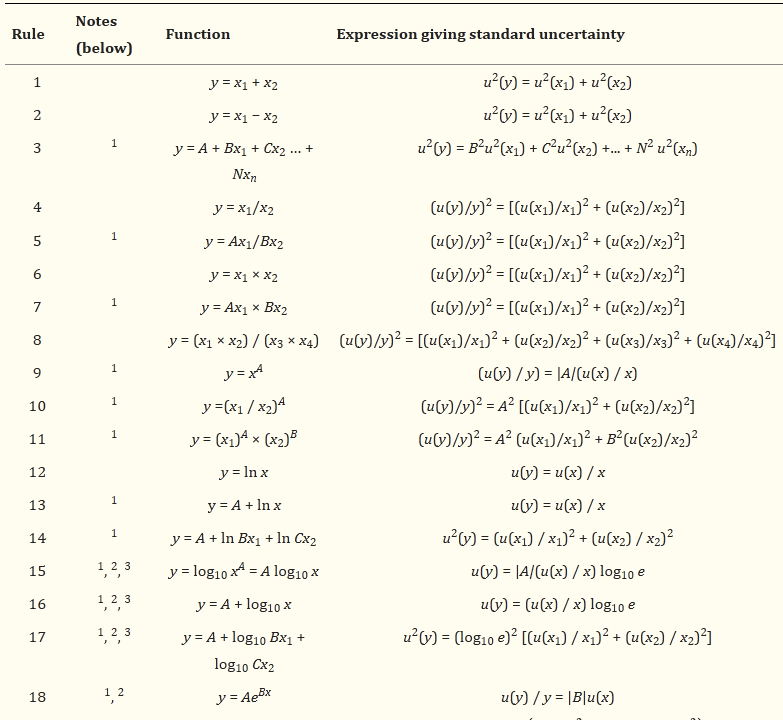 Rule Notes (below) Function Expression giving standard uncertainty
1 y = x₁ + x₂ u²(y) = u²(x₁) + u²(x₂)
2 y = x₁ − x₂ u²(y) = u²(x₁) + u²(x₂)
3 ¹ y = A + Bx₁ + Cx₂ ... + u²(y) = B²u²(x₁) + C²u²(x₂) +... + N² u²(xₙ)
Nxₙ
4 y = x₁/x₂ (u(y)/y)² = [(u(x₁)/x₁)² + (u(x₂)/x₂)²]
5 ¹ y = Ax₁/Bx₂ (u(y)/y)² = [(u(x₁)/x₁)² + (u(x₂)/x₂)²]
6 y = x₁ × x₂ (u(y)/y)² = [(u(x₁)/x₁)² + (u(x₂)/x₂)²]
7 ¹ y = Ax₁ × Bx₂ (u(y)/y)² = [(u(x₁)/x₁)² + (u(x₂)/x₂)²]
8 y = (x₁ × x₂) / (x₃ × x₄) (u(y)/y)² = [(u(x₁)/x₁)² + (u(x₂)/x₂)² + (u(x₃)/x₃)² + (u(x₄)/x₄)²]
9 ¹ y = xᴬ (u(y) / y) = |A/(u(x) / x)
10 ¹ y =(x₁ / x₂)ᴬ (u(y)/y)² = A² [(u(x₁)/x₁)² + (u(x₂)/x₂)²]
11 ¹ y = (x₁)ᴬ × (x₂)ᴮ (u(y)/y)² = A² (u(x₁)/x₁)² + B²(u(x₂)/x₂)²
12 y = ln x u(y) = u(x) / x
13 ¹ y = A + ln x u(y) = u(x) / x
14 ¹ y = A + ln Bx₁ + ln Cx₂ u²(y) = (u(x₁) / x₁)² + (u(x₂) / x₂)²
15 ¹, ², ³ y = log₁₀ xᴬ = A log₁₀ x u(y) = |A/(u(x) / x) log₁₀ e
16 ¹, ², ³ y = A + log₁₀ x u(y) = (u(x) / x) log₁₀ e
17 ¹, ², ³ y = A + log₁₀ Bx₁ + u²(y) = (log₁₀ e)² [(u(x₁) / x₁)² + (u(x₂) / x₂)²]
log₁₀ Cx₂
18 ¹, ² y = Aeᴮˣ u(y) / y = |B|u(x)